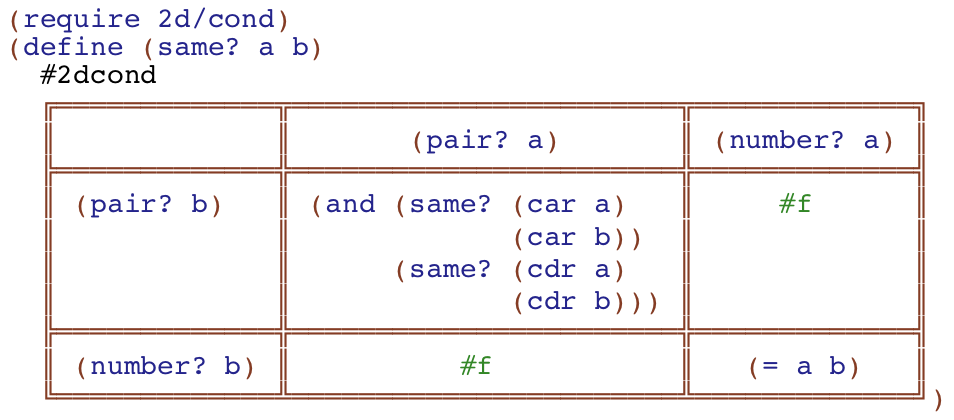 (require 2d/cond)
(define (same? a b)
#2dcond
(pair? a) (number? a)
(pair? b) (and (same? (car a) #f
(car b))
(same? (cdr a)
(cdr b)))
(number? b) #f (= a b)
)